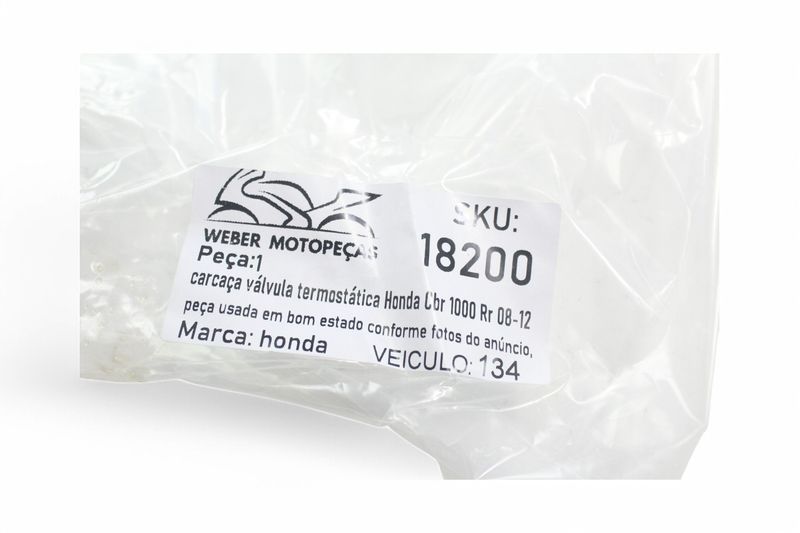 WEBER MOTOPEÇAS
SKU:
18200
Peça:1
carcaça válvula termostática Honda Cbr 1000 Rr 08-12
peça usada em bom estado conforme fotos do anúncio,
Marca: honda
VEICULO: 134